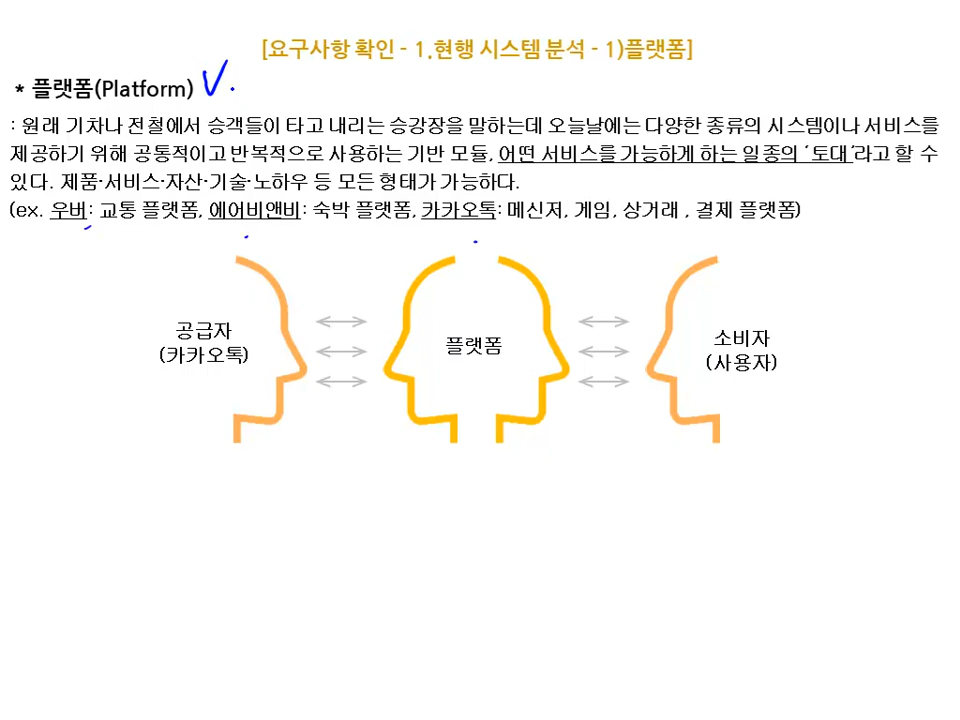 [요구사항 확인 - 1.현행 시스템 분석 - 1)플랫폼]
* 플랫폼(Platform) V.
: 원래 기차나 전철에서 승객들이 타고 내리는 승강장을 말하는데 오늘날에는 다양한 종류의 시스템이나 서비스를
제공하기 위해 공통적이고 반복적으로 사용하는 기반 모듈, 어떤 서비스를 가능하게 하는 일종의 ‘토대’라고 할 수
있다. 제품·서비스·자산·기술·노하우 등 모든 형태가 가능하다.
(ex. 우버: 교통 플랫폼, 에어비앤비: 숙박 플랫폼, 카카오톡: 메신저, 게임, 상거래 , 결제 플랫폼)
공급자
(카카오톡)
플랫폼
소비자
(사용자)